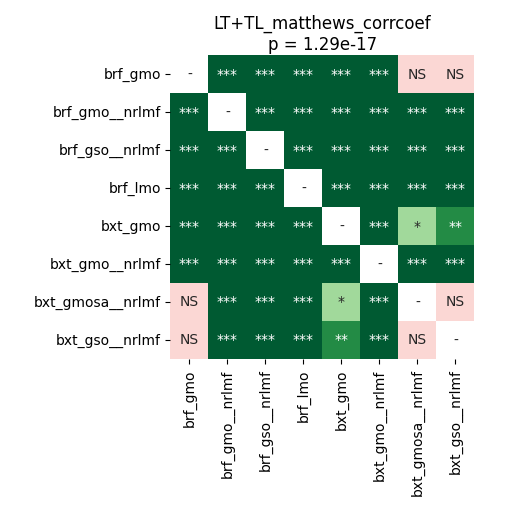 LT+TL_matthews_corrcoef
p = 1.29e-17
brf_gmo - *** *** *** *** *** NS NS
brf_gmo__nrlmf *** - *** *** *** *** *** ***
brf_gso__nrlmf *** *** - *** *** *** *** ***
brf_lmo *** *** *** - *** *** *** ***
bxt_gmo *** *** *** *** - *** * **
bxt_gmo__nrlmf *** *** *** *** *** - *** ***
bxt_gmosa__nrlmf NS *** *** *** * *** - NS
bxt_gso__nrlmf NS *** *** *** ** *** NS -
brf_gmo
brf_gmo__nrlmf
brf_gso__nrlmf
brf_lmo
bxt_gmo
bxt_gmo__nrlmf
bxt_gmosa__nrlmf
bxt_gso__nrlmf